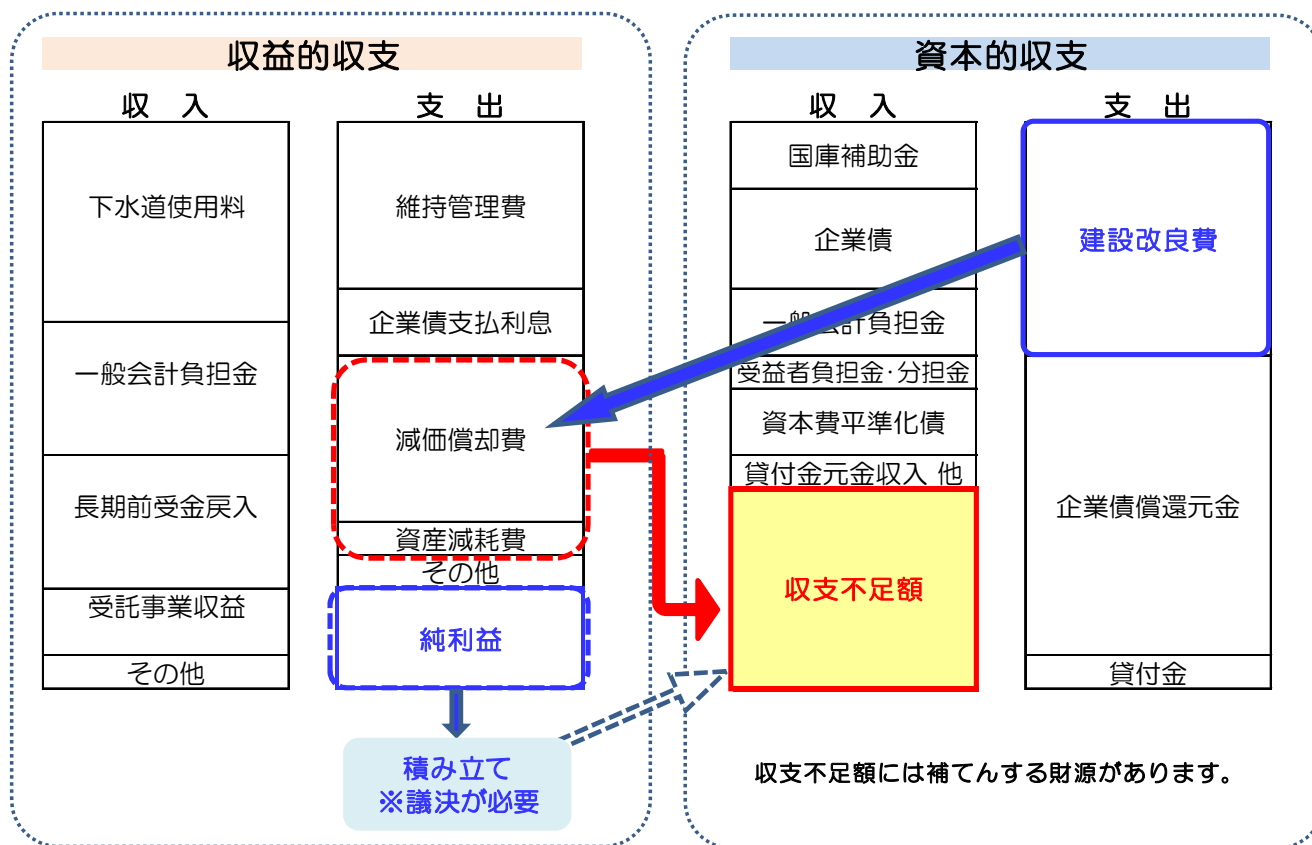 収益的収支
収 入
下水道使用料
一般会計負担金
長期前受金戻入
受託事業収益
その他
支 出
維持管理費
企業債支払利息
減価償却費
資産減耗費
その他
純利益
積み立て
※議決が必要
資本的収支
収 入
国庫補助金
企業債
一般会計負担金
受益者負担金・分担金
資本費平準化債
貸付金元金収入 他
収支不足額
支 出
建設改良費
企業債償還元金
貸付金
収支不足額には補てんする財源があります。